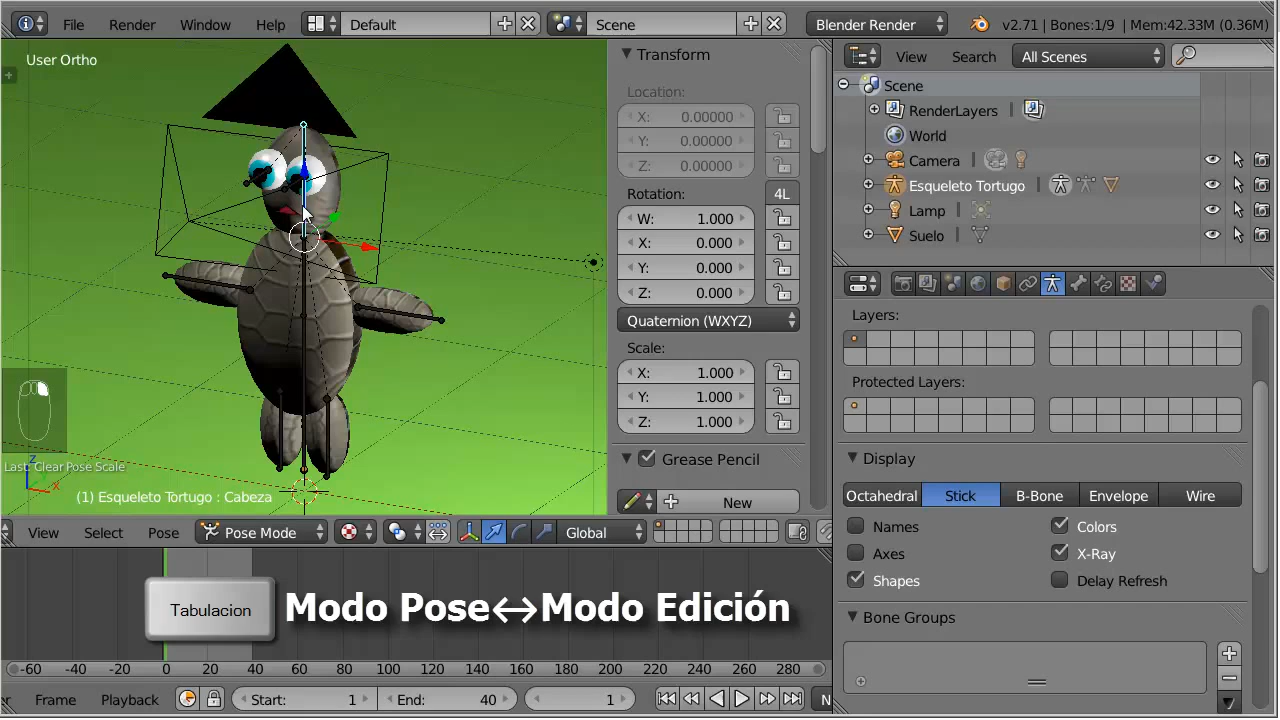 File Render Window Help Default Scene Blender Render v2.71 | Bones:1/9 | Mem:42.33M (0.36M)
User Ortho
Transform
Location:
X: 0.00000
Y: 0.00000
Z: 0.00000
Rotation: 4L
W: 1.000
X: 0.000
Y: 0.000
Z: 0.000
Quaternion (WXYZ)
Scale:
X: 1.000
Y: 1.000
Z: 1.000
Grease Pencil
New
View Search All Scenes
Scene
RenderLayers
World
Camera
Esqueleto Tortugo
Lamp
Suelo
Layers:
Protected Layers:
Display
Octahedral Stick B-Bone Envelope Wire
Names Colors
Axes X-Ray
Shapes Delay Refresh
Bone Groups
Last: Clear Pose Scale
z
x
(1) Esqueleto Tortugo : Cabeza
View Select Pose Pose Mode Global
Tabulacion Modo Pose↔Modo Edición
-60 -40 -20 0 20 40 60 80 100 120 140 160 180 200 220 240 260 280
Frame Playback Start: 1 End: 40 1 N